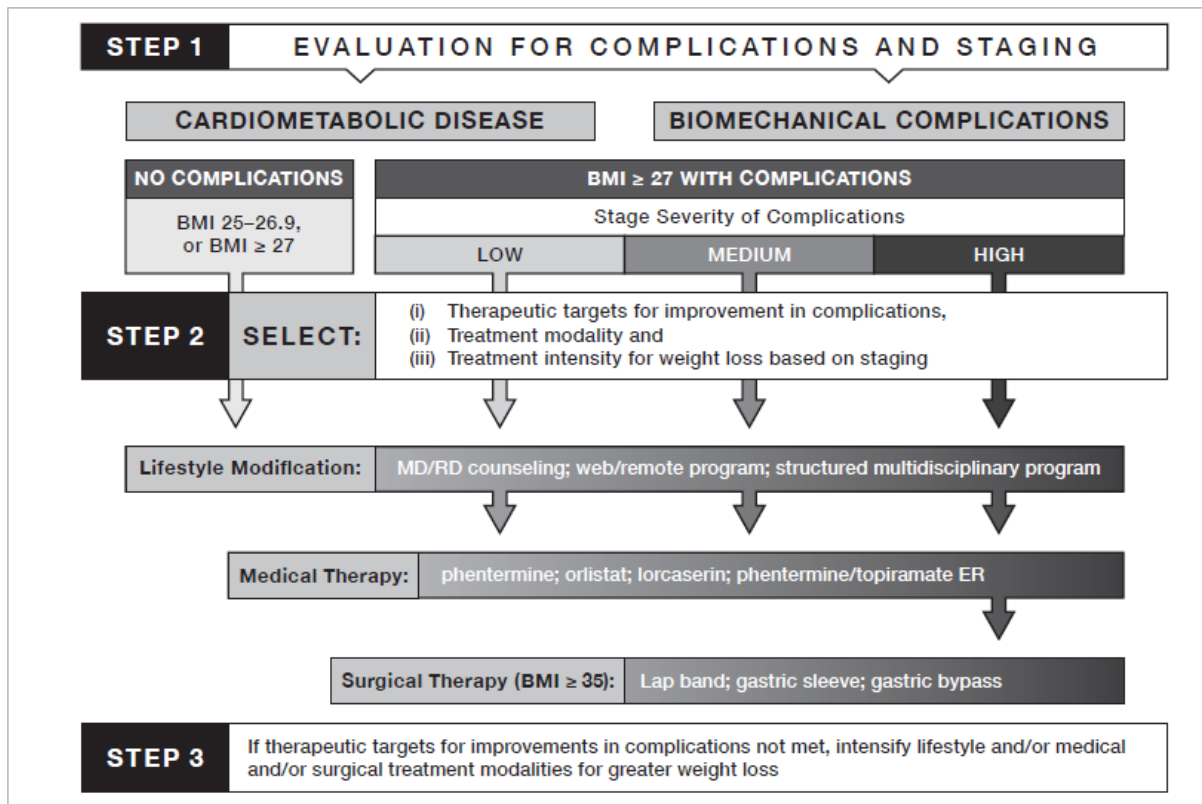 STEP 1
EVALUATION FOR COMPLICATIONS AND STAGING
CARDIOMETABOLIC DISEASE
BIOMECHANICAL COMPLICATIONS
NO COMPLICATIONS
BMI 25–26.9,
or BMI ≥ 27
BMI ≥ 27 WITH COMPLICATIONS
Stage Severity of Complications
LOW
MEDIUM
HIGH
STEP 2
SELECT:
(i) Therapeutic targets for improvement in complications,
(ii) Treatment modality and
(iii) Treatment intensity for weight loss based on staging
Lifestyle Modification:
MD/RD counseling; web/remote program; structured multidisciplinary program
Medical Therapy:
phentermine; orlistat; lorcaserin; phentermine/topiramate ER
Surgical Therapy (BMI ≥ 35):
Lap band; gastric sleeve; gastric bypass
STEP 3
If therapeutic targets for improvements in complications not met, intensify lifestyle and/or medical
and/or surgical treatment modalities for greater weight loss